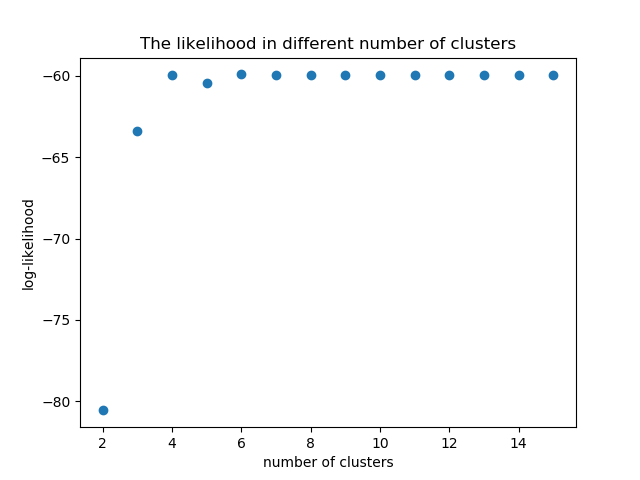 The likelihood in different number of clusters
−60
−65
−70
−75
−80
log-likelihood
2 4 6 8 10 12 14
number of clusters